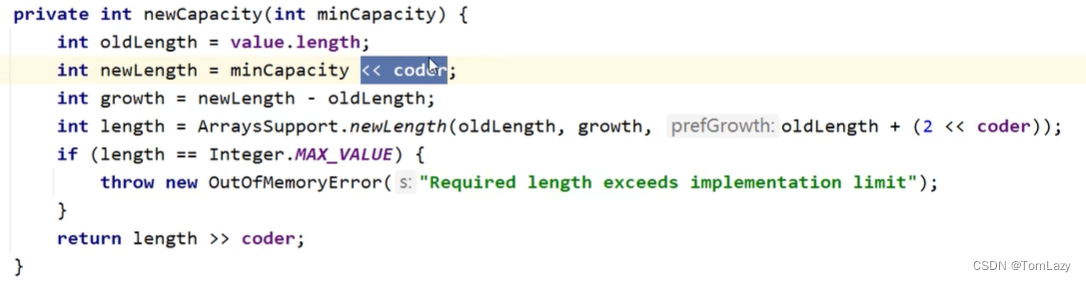 private int newCapacity(int minCapacity) {
    int oldLength = value.length;
    int newLength = minCapacity << coder;
    int growth = newLength - oldLength;
    int length = ArraysSupport.newLength(oldLength, growth, prefGrowth: oldLength + (2 << coder));
    if (length == Integer.MAX_VALUE) {
        throw new OutOfMemoryError( s: "Required length exceeds implementation limit");
    }
    return length >> coder;
}
CSDN @TomLazy